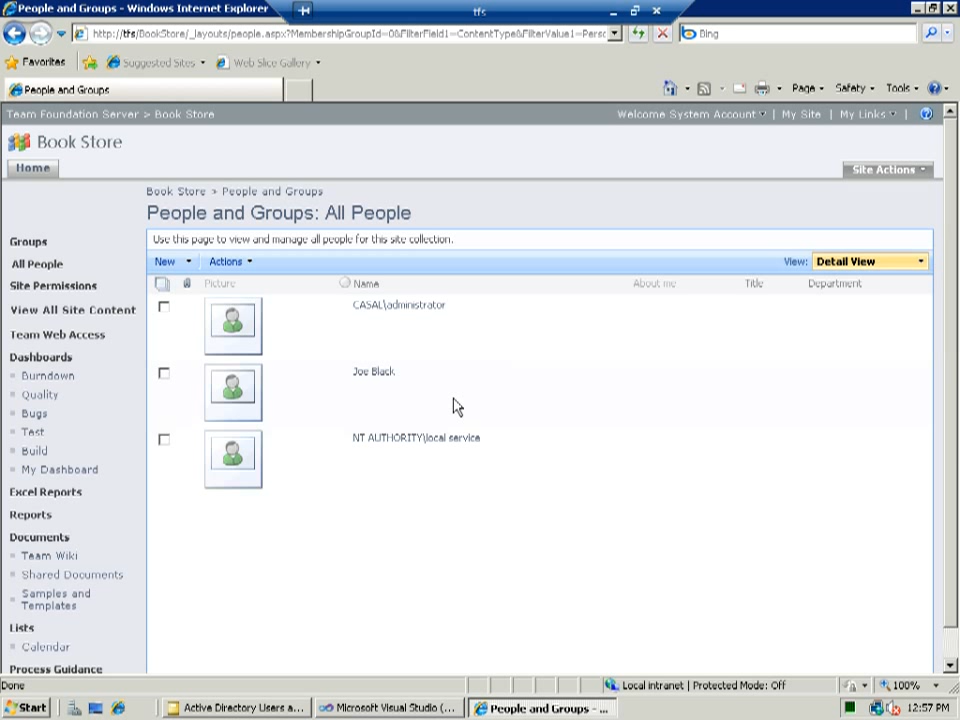 People and Groups - Windows Internet Explorer
tfs
http://tfs/BookStore/_layouts/people.aspx?MembershipGroupId=0&FilterField1=ContentType&FilterValue1=Perso
Bing
Favorites
Suggested Sites
Web Slice Gallery
People and Groups
Page
Safety
Tools
Team Foundation Server > Book Store
Welcome System Account
| My Site | My Links |
Book Store
Home
Site Actions
Book Store > People and Groups
People and Groups: All People
Use this page to view and manage all people for this site collection.
New
Actions
View:
Detail View
Picture
Name
About me
Title
Department
CASAL\administrator
Joe Black
NT AUTHORITY\local service
Groups
All People
Site Permissions
View All Site Content
Team Web Access
Dashboards
Burndown
Quality
Bugs
Test
Build
My Dashboard
Excel Reports
Reports
Documents
Team Wiki
Shared Documents
Samples and
Templates
Lists
Calendar
Process Guidance
Done
Local intranet | Protected Mode: Off
100%
Start
Active Directory Users a...
Microsoft Visual Studio (...
People and Groups - ...
12:57 PM